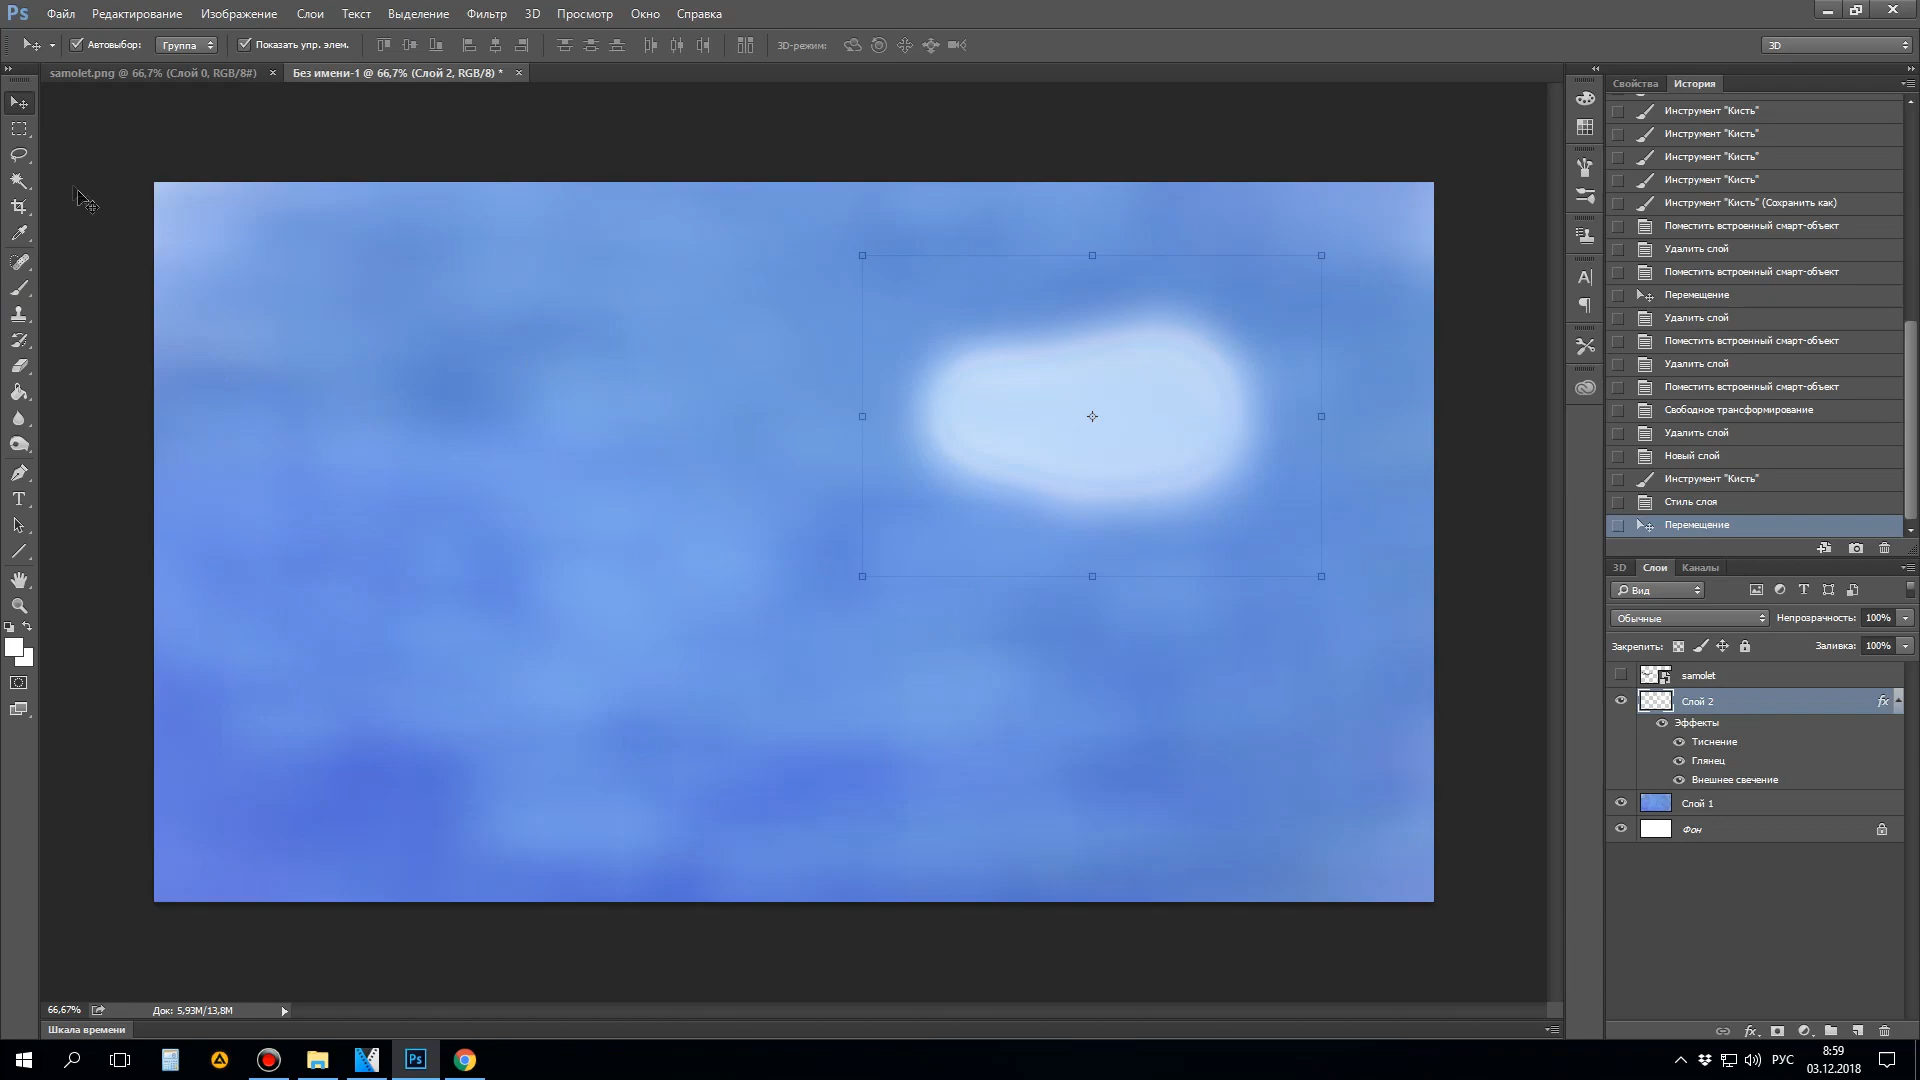 Ps Файл Редактирование Изображение Слои Текст Выделение Фильтр 3D Просмотр Окно Справка
Автовыбор: Группа Показать упр. элем. 3D-режим: 3D
samolet.png @ 66,7% (Слой 0, RGB/8#) × Без имени-1 @ 66,7% (Слой 2, RGB/8) * ×
Свойства История
Инструмент "Кисть"
Инструмент "Кисть"
Инструмент "Кисть"
Инструмент "Кисть"
Инструмент "Кисть" (Сохранить как)
Поместить встроенный смарт-объект
Удалить слой
Поместить встроенный смарт-объект
Перемещение
Удалить слой
Поместить встроенный смарт-объект
Удалить слой
Поместить встроенный смарт-объект
Свободное трансформирование
Удалить слой
Новый слой
Инструмент "Кисть"
Стиль слоя
Перемещение
3D Слои Каналы
Вид
Обычные Непрозрачность: 100%
Закрепить: Заливка: 100%
samolet
Слой 2 fx
Эффекты
Тиснение
Глянец
Внешнее свечение
Слой 1
Фон
66,67% Док: 5,93M/13,8M
Шкала времени
fx
Ps
РУС
8:59
03.12.2018